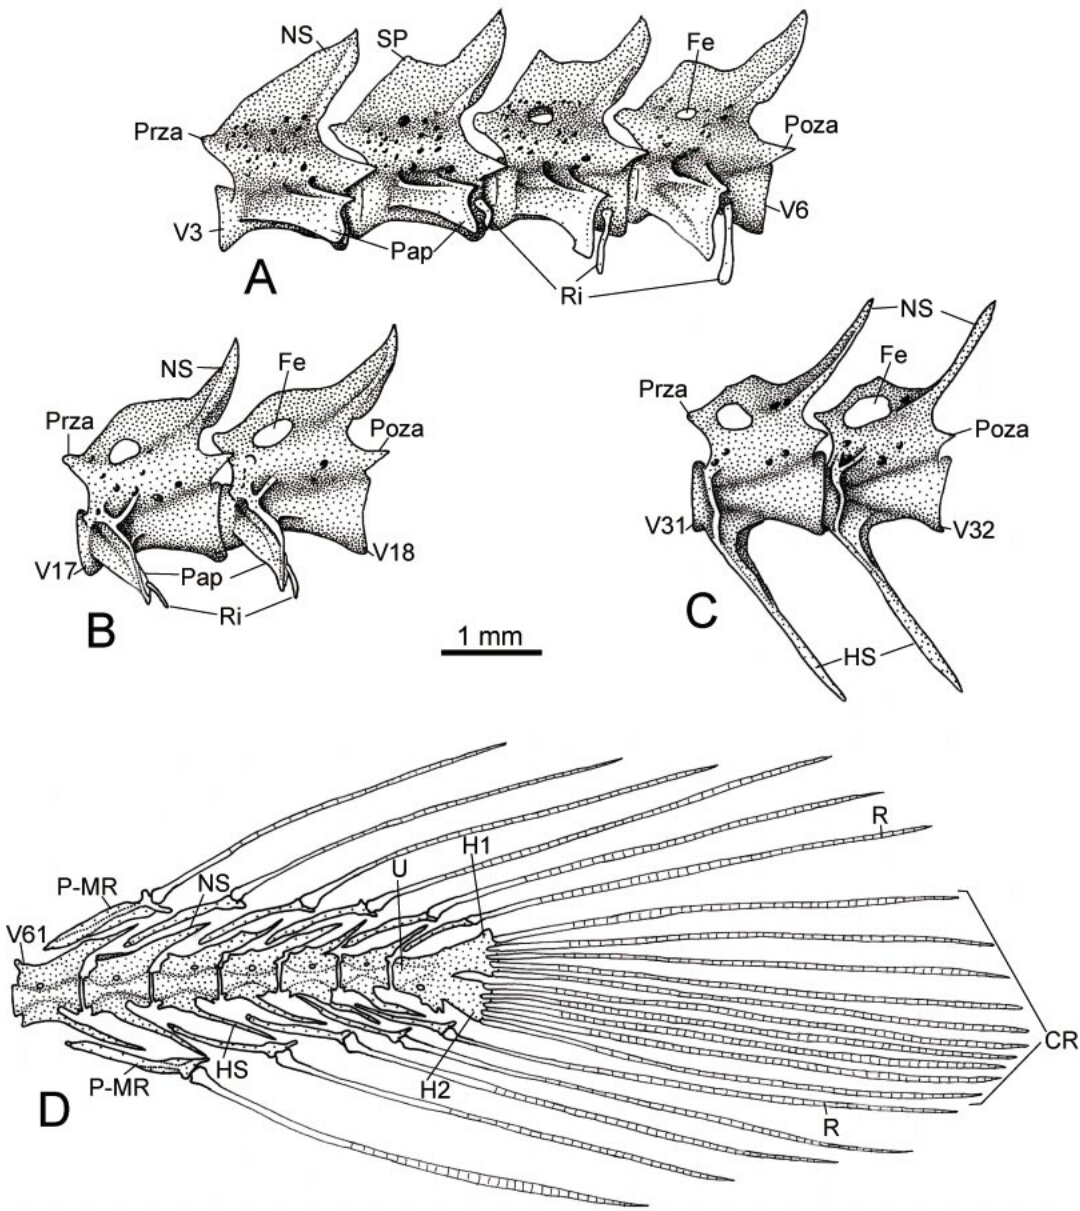 NS
SP
Fe
Prza
Poza
V3
Pap
V6
A
Ri
NS
Fe
NS
Fe
Prza
Poza
Prza
Poza
V17
Pap
V18
V31
V32
Ri
B
C
1 mm
HS
R
H1
U
P-MR
NS
V61
CR
HS
P-MR
H2
R
D